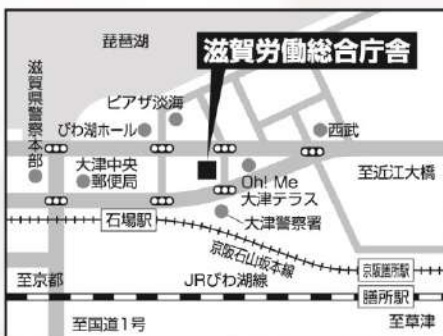 琵琶湖
滋賀労働総合庁舎
滋賀県警察本部
ピアザ淡海
びわ湖ホール
西武
大津中央
郵便局
Oh! Me
大津テラス
至近江大橋
石場駅
大津警察署
京阪石山坂本線
京阪膳所駅
至京都
JRびわ湖線
膳所駅
至国道1号
至草津